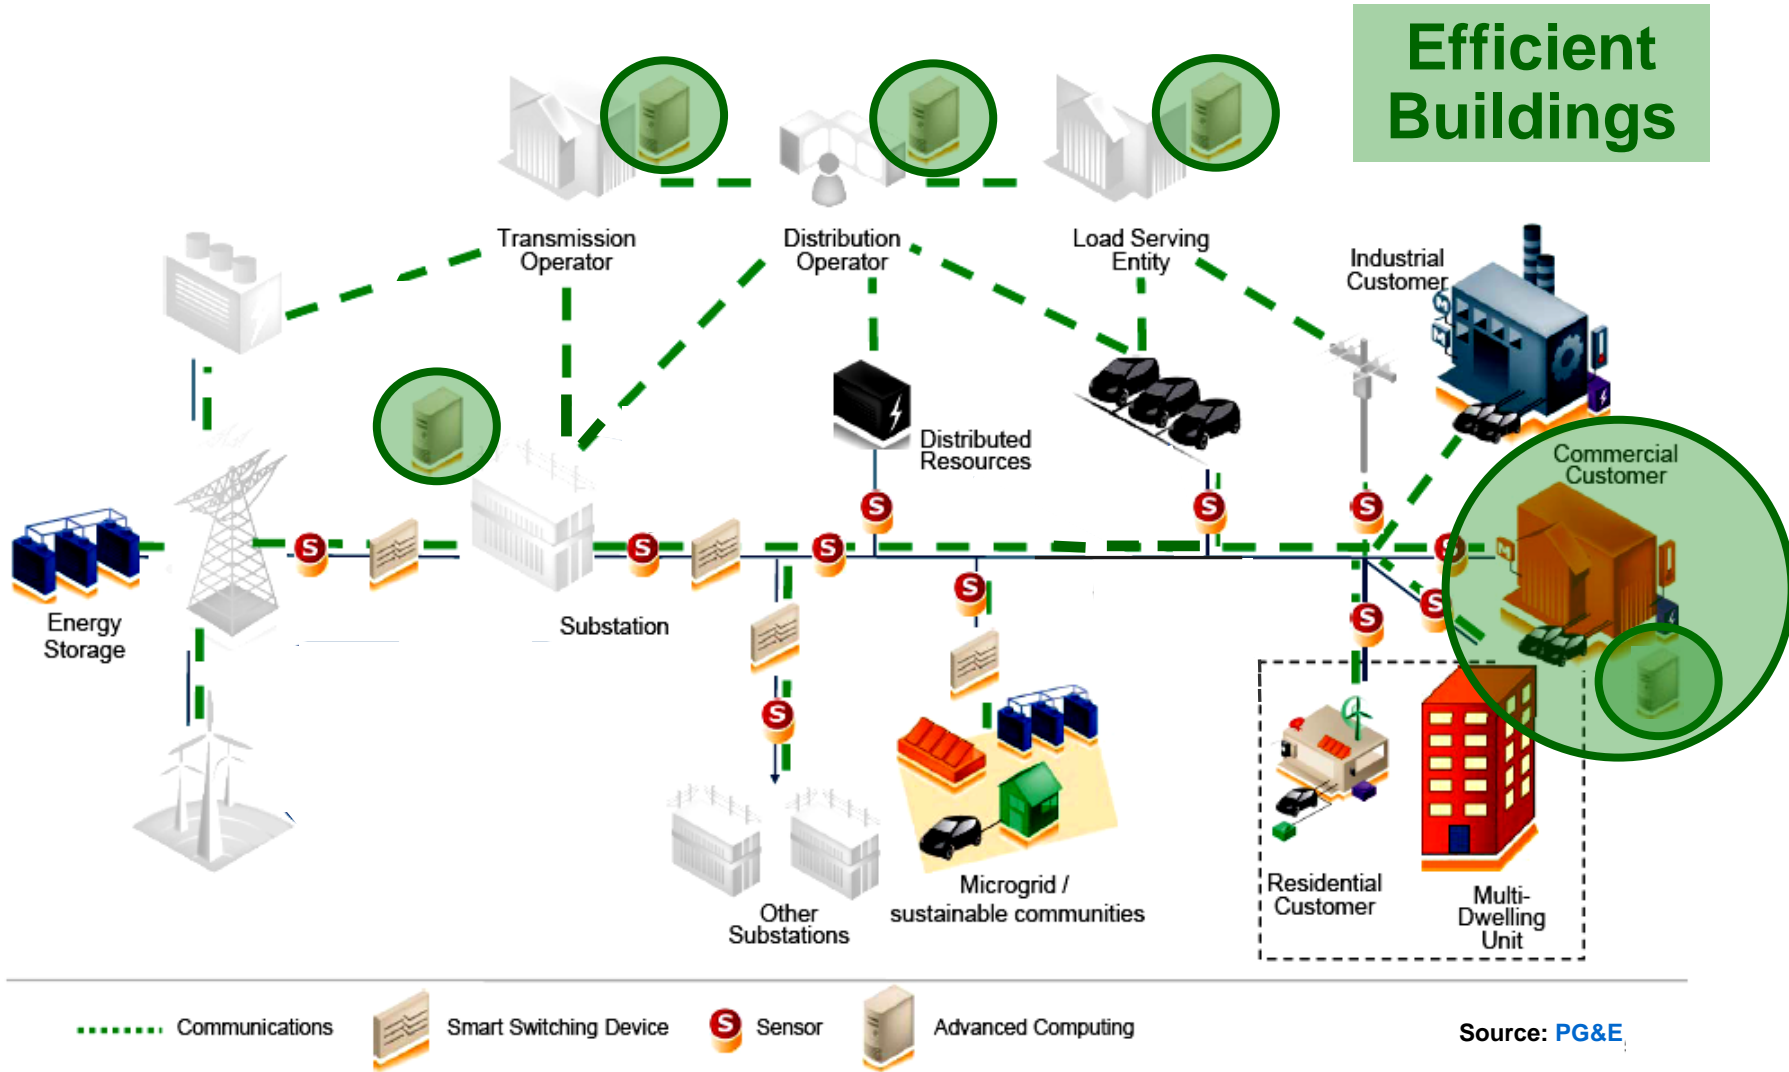 Efficient
Buildings
Transmission
Operator
Distribution
Operator
Load Serving
Entity
Industrial
Customer
Commercial
Customer
Distributed
Resources
Energy
Storage
Substation
S
S
S
S
S
S
S
S
S
S
S
M
M
M
Other
Substations
Microgrid /
sustainable communities
Residential
Customer
Multi-
Dwelling
Unit
Communications
Smart Switching Device
S
Sensor
Advanced Computing
Source: PG&E